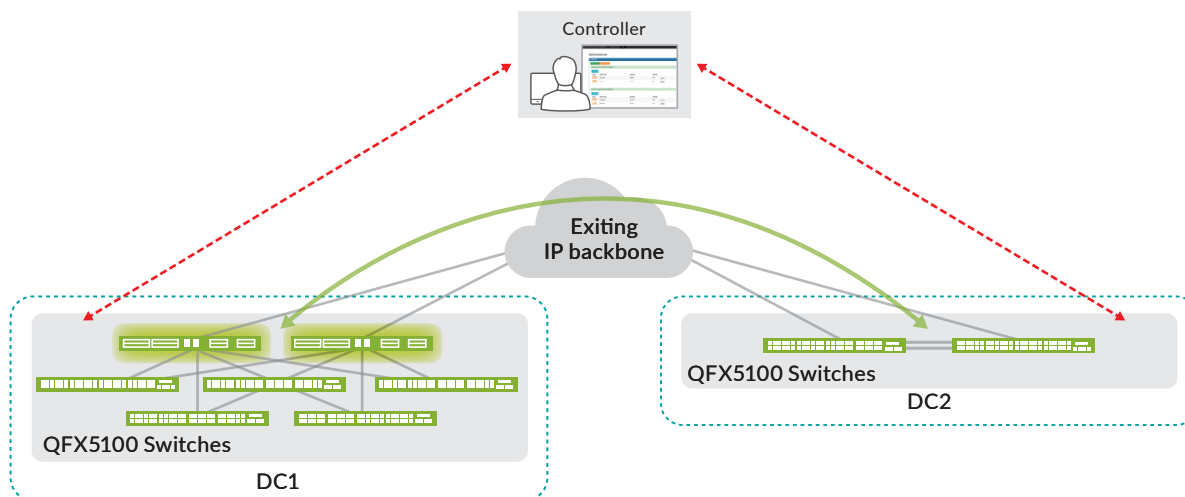 Controller
Exiting
IP backbone
QFX5100 Switches
DC1
QFX5100 Switches
DC2